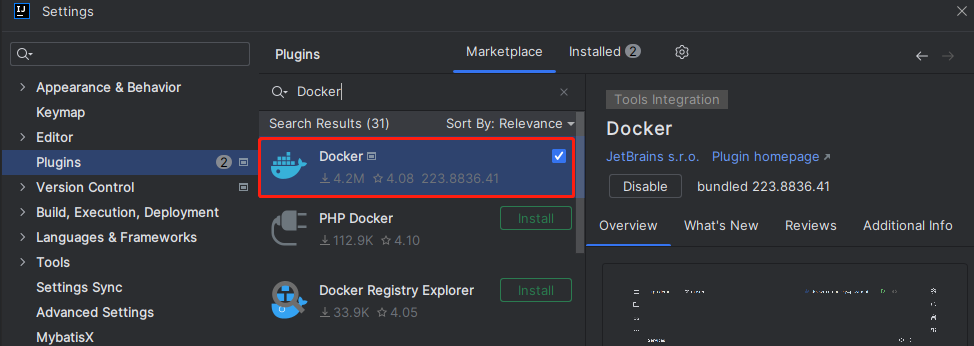 IJ
Settings
Appearance & Behavior
Keymap
Editor
Plugins 2
Version Control
Build, Execution, Deployment
Languages & Frameworks
Tools
Settings Sync
Advanced Settings
MybatisX
Plugins Marketplace Installed 2
Docker
Search Results (31) Sort By: Relevance
Docker
4.2M 4.08 223.8836.41
PHP Docker Install
112.9K 4.10
Docker Registry Explorer Install
33.9K 4.05
Tools Integration
Docker
JetBrains s.r.o. Plugin homepage
Disable bundled 223.8836.41
Overview What's New Reviews Additional Info